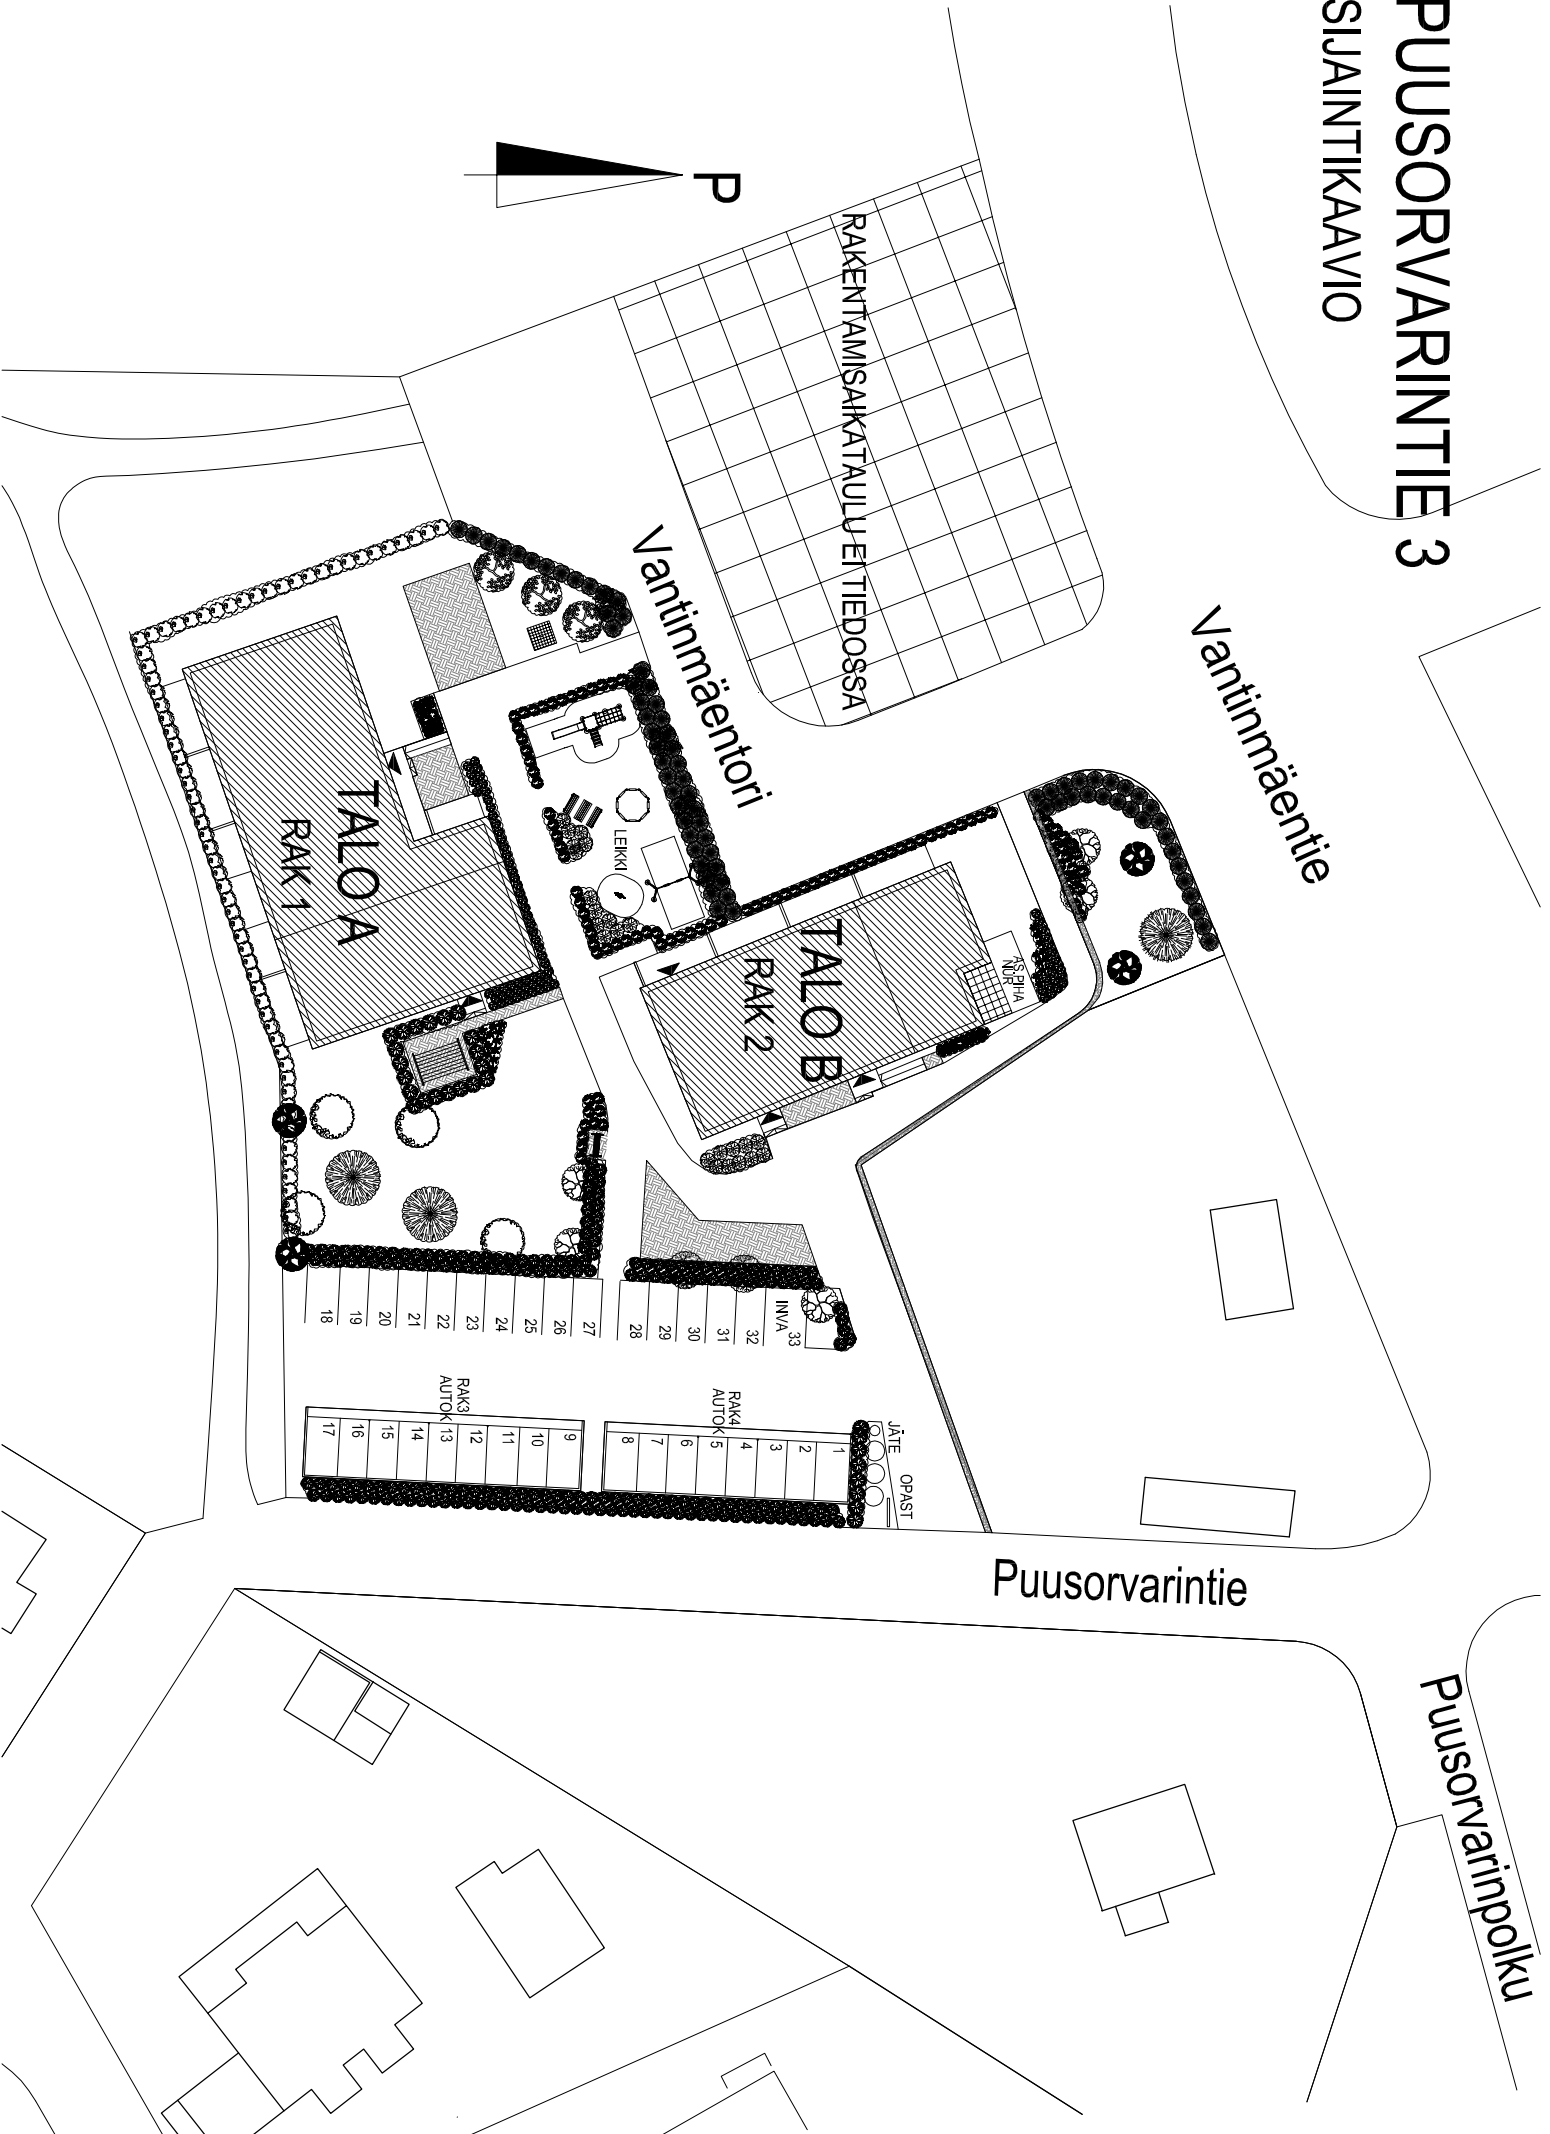 PUUSORVARINTIE 3
SIJAINTIKAAVIO
P
RAKENTAMISAIKATAULU EI TIEDOSSA
Vantinmäentori
Vantinmäentie
TALO A
RAK 1
LEIKKI
TALO B
RAK 2
AS.PIHA
NUR
18
19
20
21
22
23
24
25
26
27
28
29
30
31
32
33
INVA
RAK3
AUTOK
RAK4
AUTOK
17
16
15
14
13
12
11
10
9
8
7
6
5
4
3
2
1
JÄTE
OPAST
Puusorvarintie
Puusorvarinpolku